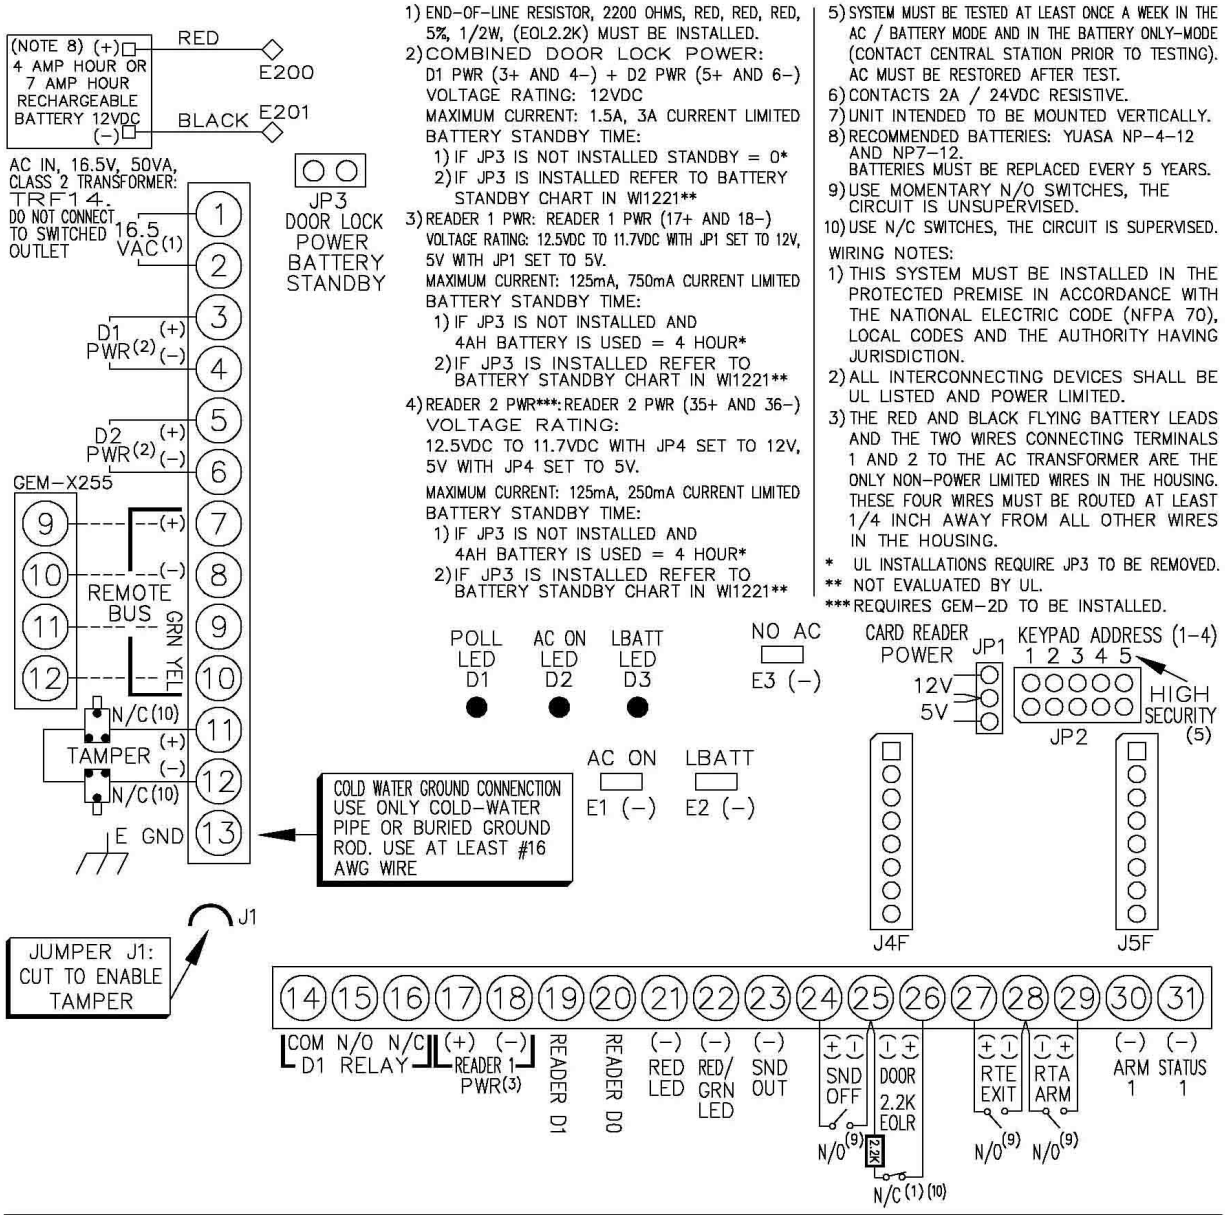 (NOTE 8) (+)
4 AMP HOUR OR
7 AMP HOUR
RECHARGEABLE
BATTERY 12VDC
(−)
RED
E200
BLACK
E201
AC IN, 16.5V, 50VA,
CLASS 2 TRANSFORMER:
TRF14.
DO NOT CONNECT
TO SWITCHED
OUTLET
16.5
VAC(1)
JP3
DOOR LOCK
POWER
BATTERY
STANDBY
1
2
3
4
5
6
7
8
9
10
11
12
13
D1 (+)
PWR(2) (−)
D2 (+)
PWR(2) (−)
GEM−X255
9
10
11
12
(+)
(−)
REMOTE
BUS
GRN
YEL
N/C(10)
(+)
TAMPER
(−)
N/C(10)
E GND
COLD WATER GROUND CONNENCTION
USE ONLY COLD−WATER
PIPE OR BURIED GROUND
ROD. USE AT LEAST #16
AWG WIRE
J1
JUMPER J1:
CUT TO ENABLE
TAMPER
1) END−OF−LINE RESISTOR, 2200 OHMS, RED, RED, RED,
5%, 1/2W, (EOL2.2K) MUST BE INSTALLED.
2) COMBINED DOOR LOCK POWER:
D1 PWR (3+ AND 4−) + D2 PWR (5+ AND 6−)
VOLTAGE RATING: 12VDC
MAXIMUM CURRENT: 1.5A, 3A CURRENT LIMITED
BATTERY STANDBY TIME:
1) IF JP3 IS NOT INSTALLED STANDBY = 0*
2) IF JP3 IS INSTALLED REFER TO BATTERY
STANDBY CHART IN WI1221**
3) READER 1 PWR: READER 1 PWR (17+ AND 18−)
VOLTAGE RATING: 12.5VDC TO 11.7VDC WITH JP1 SET TO 12V,
5V WITH JP1 SET TO 5V.
MAXIMUM CURRENT: 125mA, 750mA CURRENT LIMITED
BATTERY STANDBY TIME:
1) IF JP3 IS NOT INSTALLED AND
4AH BATTERY IS USED = 4 HOUR*
2) IF JP3 IS INSTALLED REFER TO
BATTERY STANDBY CHART IN WI1221**
4) READER 2 PWR***: READER 2 PWR (35+ AND 36−)
VOLTAGE RATING:
12.5VDC TO 11.7VDC WITH JP4 SET TO 12V,
5V WITH JP4 SET TO 5V.
MAXIMUM CURRENT: 125mA, 250mA CURRENT LIMITED
BATTERY STANDBY TIME:
1) IF JP3 IS NOT INSTALLED AND
4AH BATTERY IS USED = 4 HOUR*
2) IF JP3 IS INSTALLED REFER TO
BATTERY STANDBY CHART IN WI1221**
5) SYSTEM MUST BE TESTED AT LEAST ONCE A WEEK IN THE
AC / BATTERY MODE AND IN THE BATTERY ONLY−MODE
(CONTACT CENTRAL STATION PRIOR TO TESTING).
AC MUST BE RESTORED AFTER TEST.
6) CONTACTS 2A / 24VDC RESISTIVE.
7) UNIT INTENDED TO BE MOUNTED VERTICALLY.
8) RECOMMENDED BATTERIES: YUASA NP−4−12
AND NP7−12.
BATTERIES MUST BE REPLACED EVERY 5 YEARS.
9) USE MOMENTARY N/O SWITCHES, THE
CIRCUIT IS UNSUPERVISED.
10) USE N/C SWITCHES, THE CIRCUIT IS SUPERVISED.
WIRING NOTES:
1) THIS SYSTEM MUST BE INSTALLED IN THE
PROTECTED PREMISE IN ACCORDANCE WITH
THE NATIONAL ELECTRIC CODE (NFPA 70),
LOCAL CODES AND THE AUTHORITY HAVING
JURISDICTION.
2) ALL INTERCONNECTING DEVICES SHALL BE
UL LISTED AND POWER LIMITED.
3) THE RED AND BLACK FLYING BATTERY LEADS
AND THE TWO WIRES CONNECTING TERMINALS
1 AND 2 TO THE AC TRANSFORMER ARE THE
ONLY NON−POWER LIMITED WIRES IN THE HOUSING.
THESE FOUR WIRES MUST BE ROUTED AT LEAST
1/4 INCH AWAY FROM ALL OTHER WIRES
IN THE HOUSING.
* UL INSTALLATIONS REQUIRE JP3 TO BE REMOVED.
** NOT EVALUATED BY UL.
*** REQUIRES GEM−2D TO BE INSTALLED.
POLL
LED
D1
AC ON
LED
D2
LBATT
LED
D3
NO AC
E3 (−)
AC ON
E1 (−)
LBATT
E2 (−)
CARD READER
POWER
JP1
12V
5V
KEYPAD ADDRESS (1−4)
1 2 3 4 5
JP2
HIGH
SECURITY
(5)
J4F
J5F
14 15 16 17 18 19 20 21 22 23 24 25 26 27 28 29 30 31
COM N/O N/C
D1 RELAY
(+) (−)
READER 1
PWR(3)
READER D1
READER D0
(−)
RED
LED
(−)
RED/
GRN
LED
(−)
SND
OUT
(+) (−)
SND
OFF
N/O(9)
(−) (+)
DOOR
2.2K
EOLR
2.2K
N/C (1)(10)
(+) (−)
RTE
EXIT
N/O(9)
(−) (+)
RTA
ARM
N/O(9)
(−)
ARM
1
(−)
STATUS
1